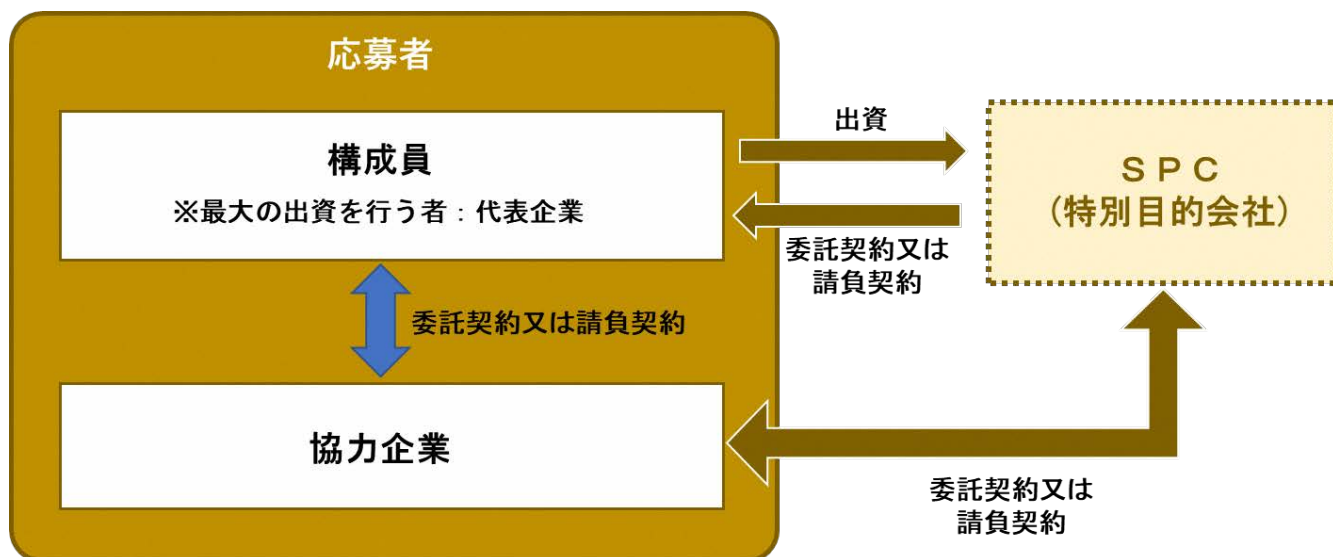 応募者
構成員
※最大の出資を行う者：代表企業
委託契約又は請負契約
協力企業
出資
委託契約又は
請負契約
ＳＰＣ
（特別目的会社）
委託契約又は
請負契約